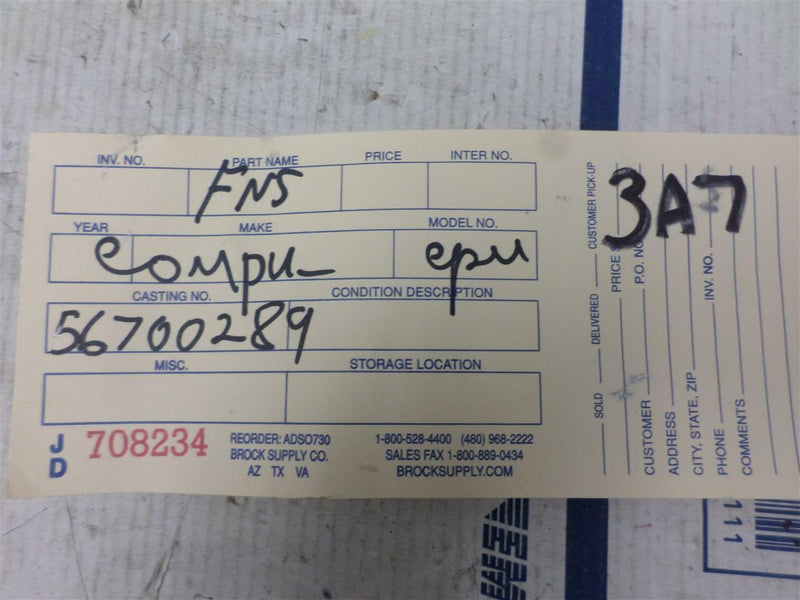 INV. NO. PART NAME PRICE INTER NO.
FNS
YEAR MAKE MODEL NO.
compu- cpu
CASTING NO. CONDITION DESCRIPTION
56700289
MISC. STORAGE LOCATION
JD 708234
REORDER: ADSO730
BROCK SUPPLY CO.
AZ TX VA
1-800-528-4400 (480) 968-2222
SALES FAX 1-800-889-0434
BROCKSUPPLY.COM
3A7
SOLD DELIVERED CUSTOMER PICK-UP
PRICE $
CUSTOMER P.O. NO.
ADDRESS
CITY, STATE, ZIP
PHONE INV. NO.
COMMENTS
111